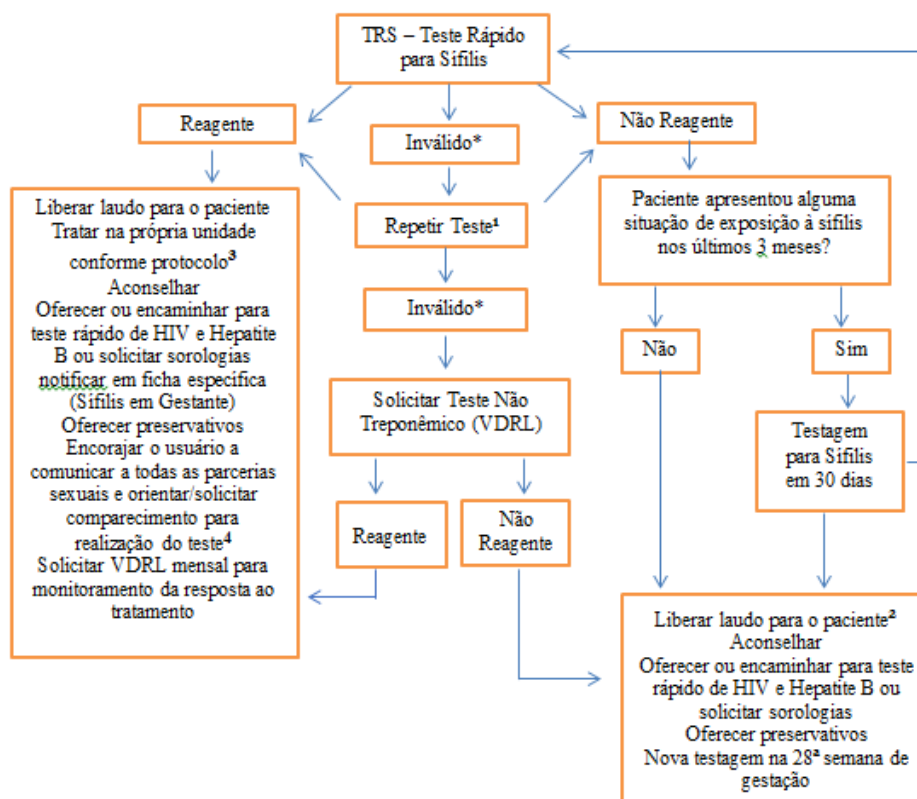 TRS – Teste Rápido
para Sífilis
Reagente
Inválido*
Não Reagente
Liberar laudo para o paciente
Tratar na própria unidade
conforme protocolo³
Aconselhar
Oferecer ou encaminhar para
teste rápido de HIV e Hepatite
B ou solicitar sorologias
notificar em ficha específica
(Sífilis em Gestante)
Oferecer preservativos
Encorajar o usuário a
comunicar a todas as parcerias
sexuais e orientar/solicitar
comparecimento para
realização do teste⁴
Solicitar VDRL mensal para
monitoramento da resposta ao
tratamento
Repetir Teste¹
Inválido*
Solicitar Teste Não
Treponêmico (VDRL)
Reagente
Não
Reagente
Paciente apresentou alguma
situação de exposição à sífilis
nos últimos 3 meses?
Não
Sim
Testagem
para Sífilis
em 30 dias
Liberar laudo para o paciente²
Aconselhar
Oferecer ou encaminhar para teste
rápido de HIV e Hepatite B ou
solicitar sorologias
Oferecer preservativos
Nova testagem na 28ª semana de
gestação